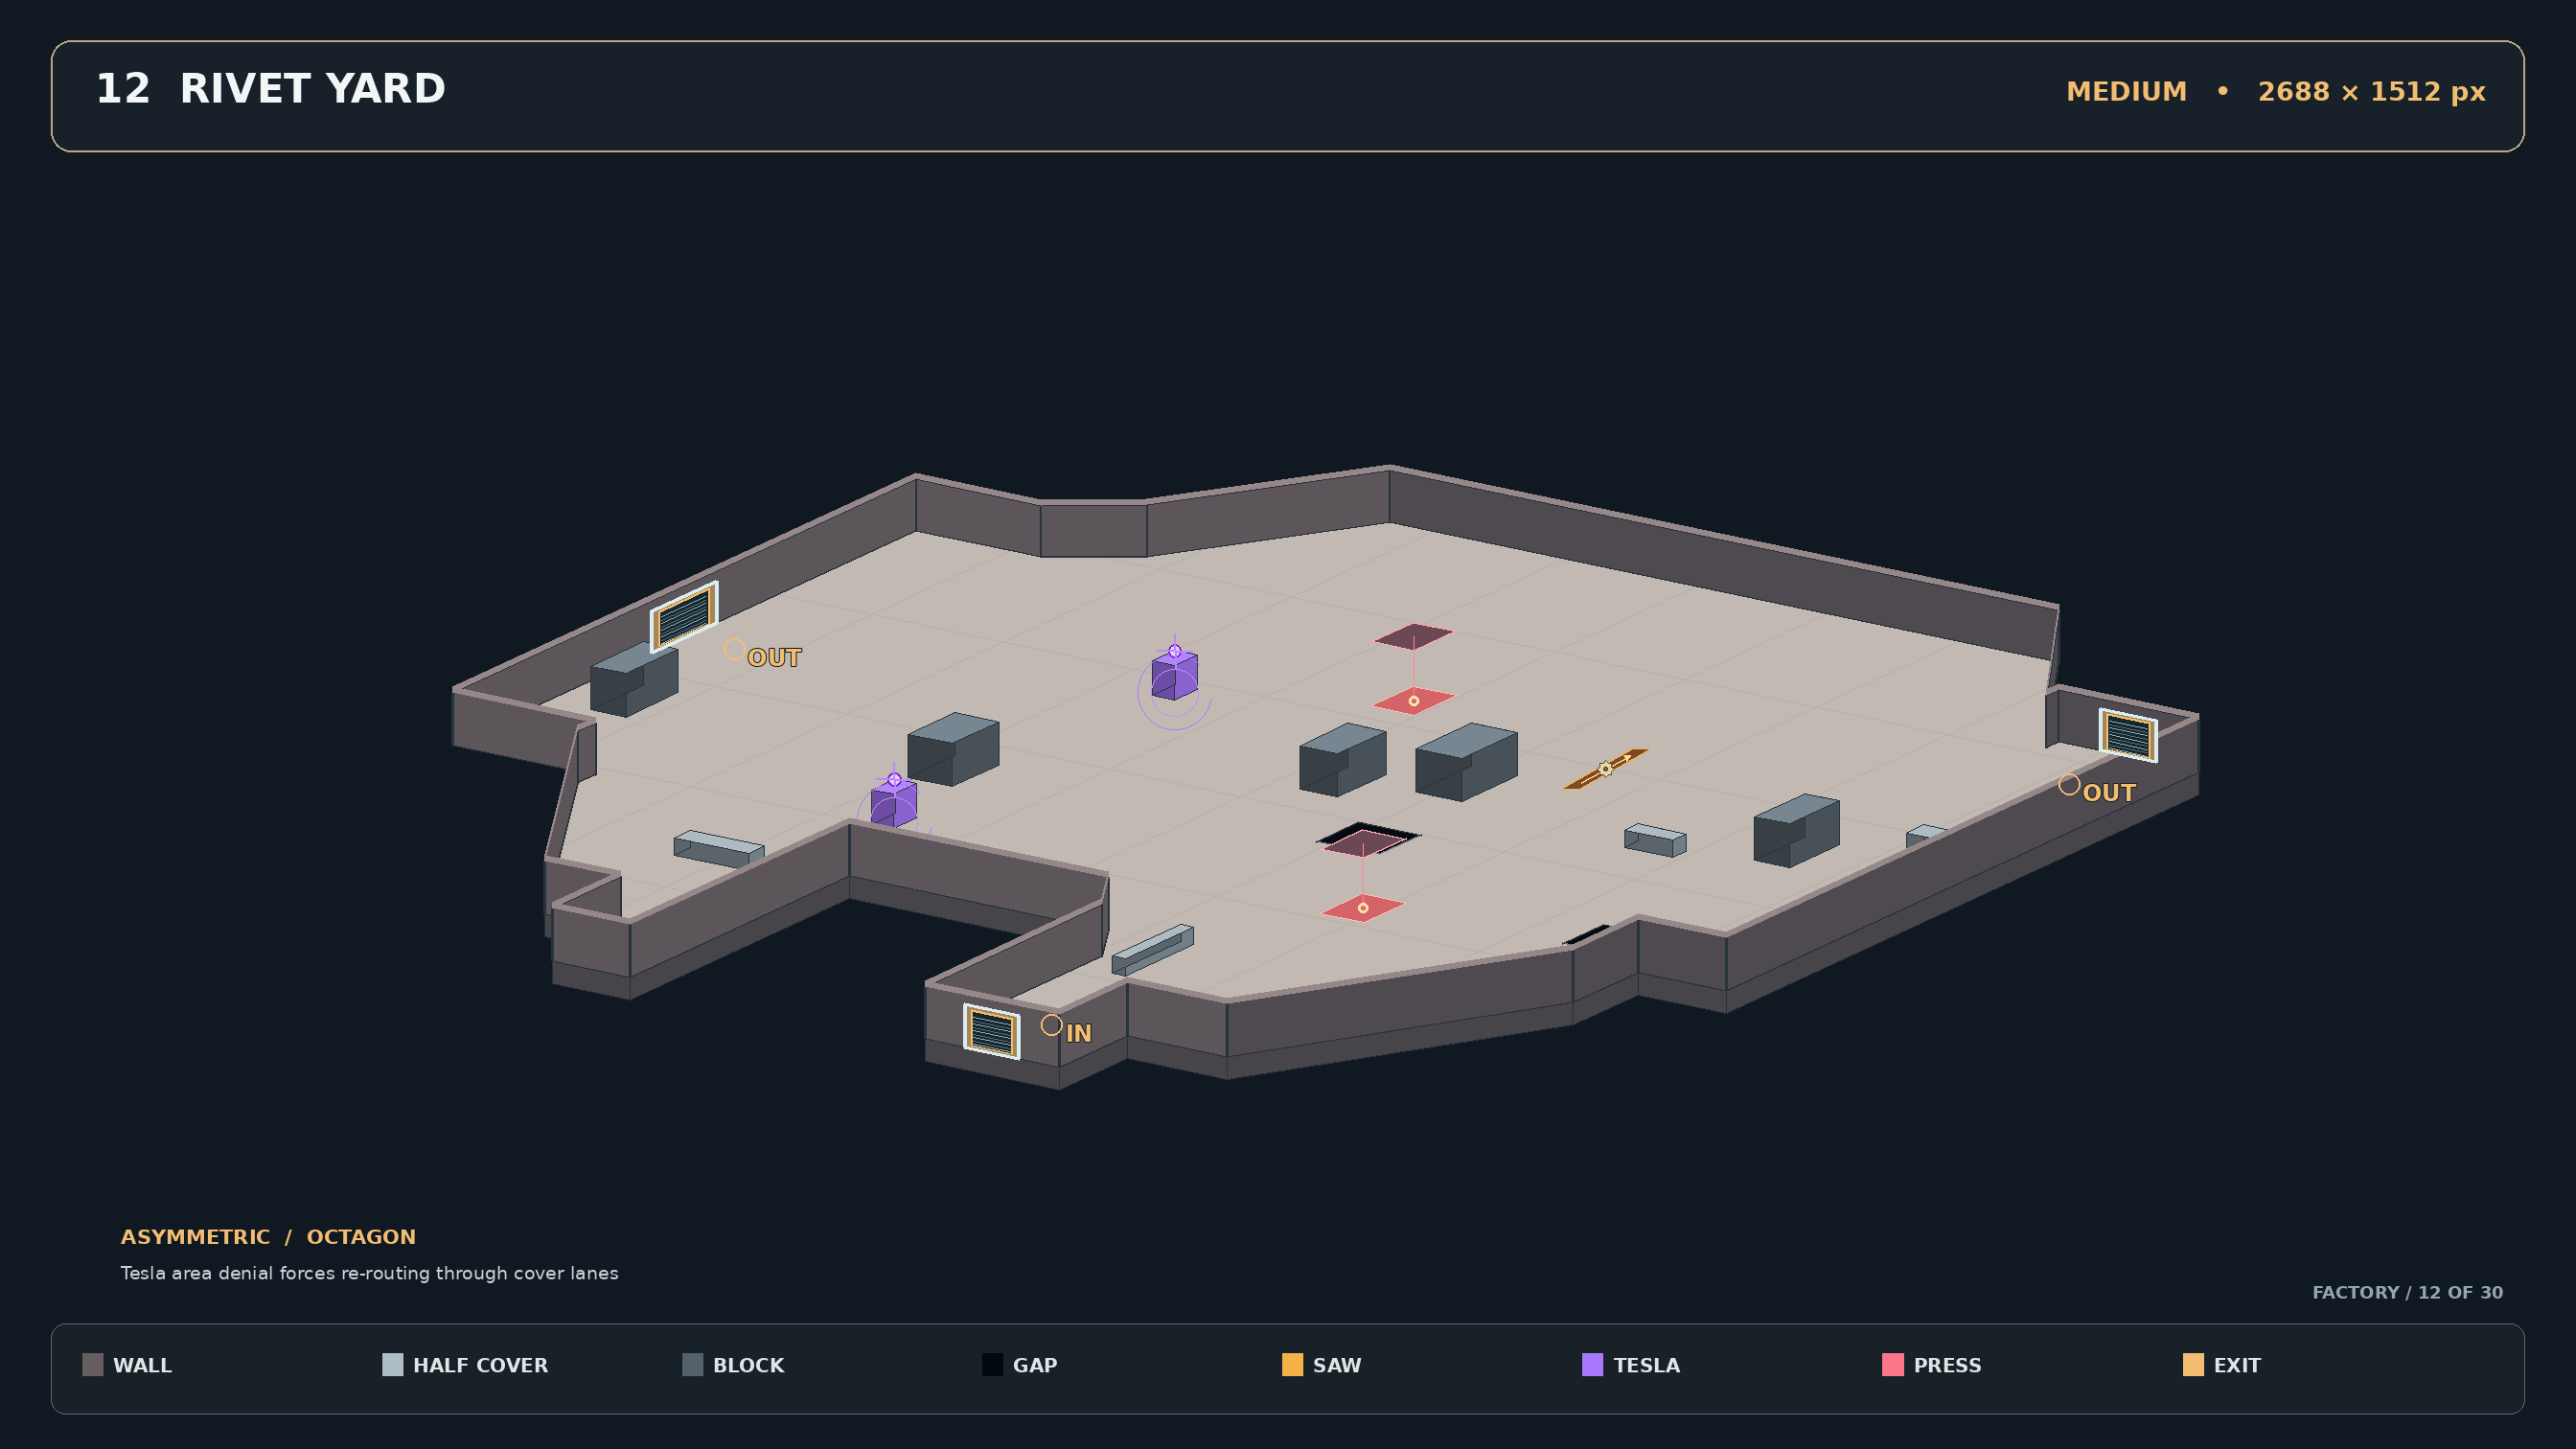 12 RIVET YARD
MEDIUM • 2688 × 1512 px
OUT
OUT
IN
ASYMMETRIC / OCTAGON
Tesla area denial forces re-routing through cover lanes
FACTORY / 12 OF 30
WALL HALF COVER BLOCK GAP SAW TESLA PRESS EXIT